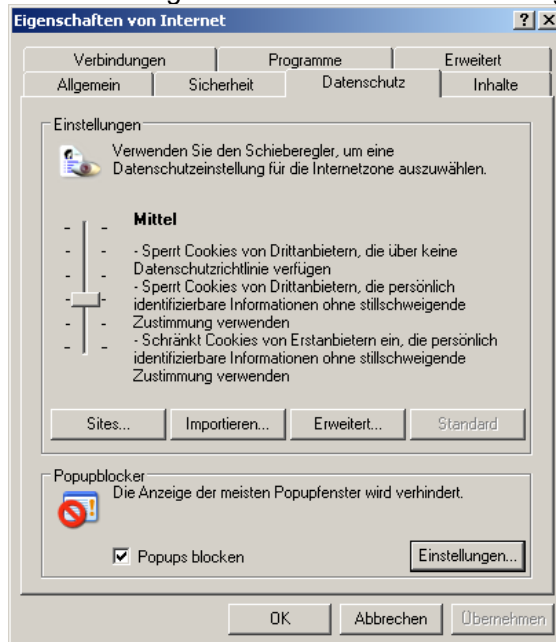 Eigenschaften von Internet
Verbindungen Programme Erweitert
Allgemein Sicherheit Datenschutz Inhalte
Einstellungen
Verwenden Sie den Schieberegler, um eine
Datenschutzeinstellung für die Internetzone auszuwählen.
Mittel
- Sperrt Cookies von Drittanbietern, die über keine
Datenschutzrichtlinie verfügen
- Sperrt Cookies von Drittanbietern, die persönlich
identifizierbare Informationen ohne stillschweigende
Zustimmung verwenden
- Schränkt Cookies von Erstanbietern ein, die persönlich
identifizierbare Informationen ohne stillschweigende
Zustimmung verwenden
Sites... Importieren... Erweitert... Standard
Popupblocker
Die Anzeige der meisten Popupfenster wird verhindert.
Popups blocken Einstellungen...
OK Abbrechen Übernehmen